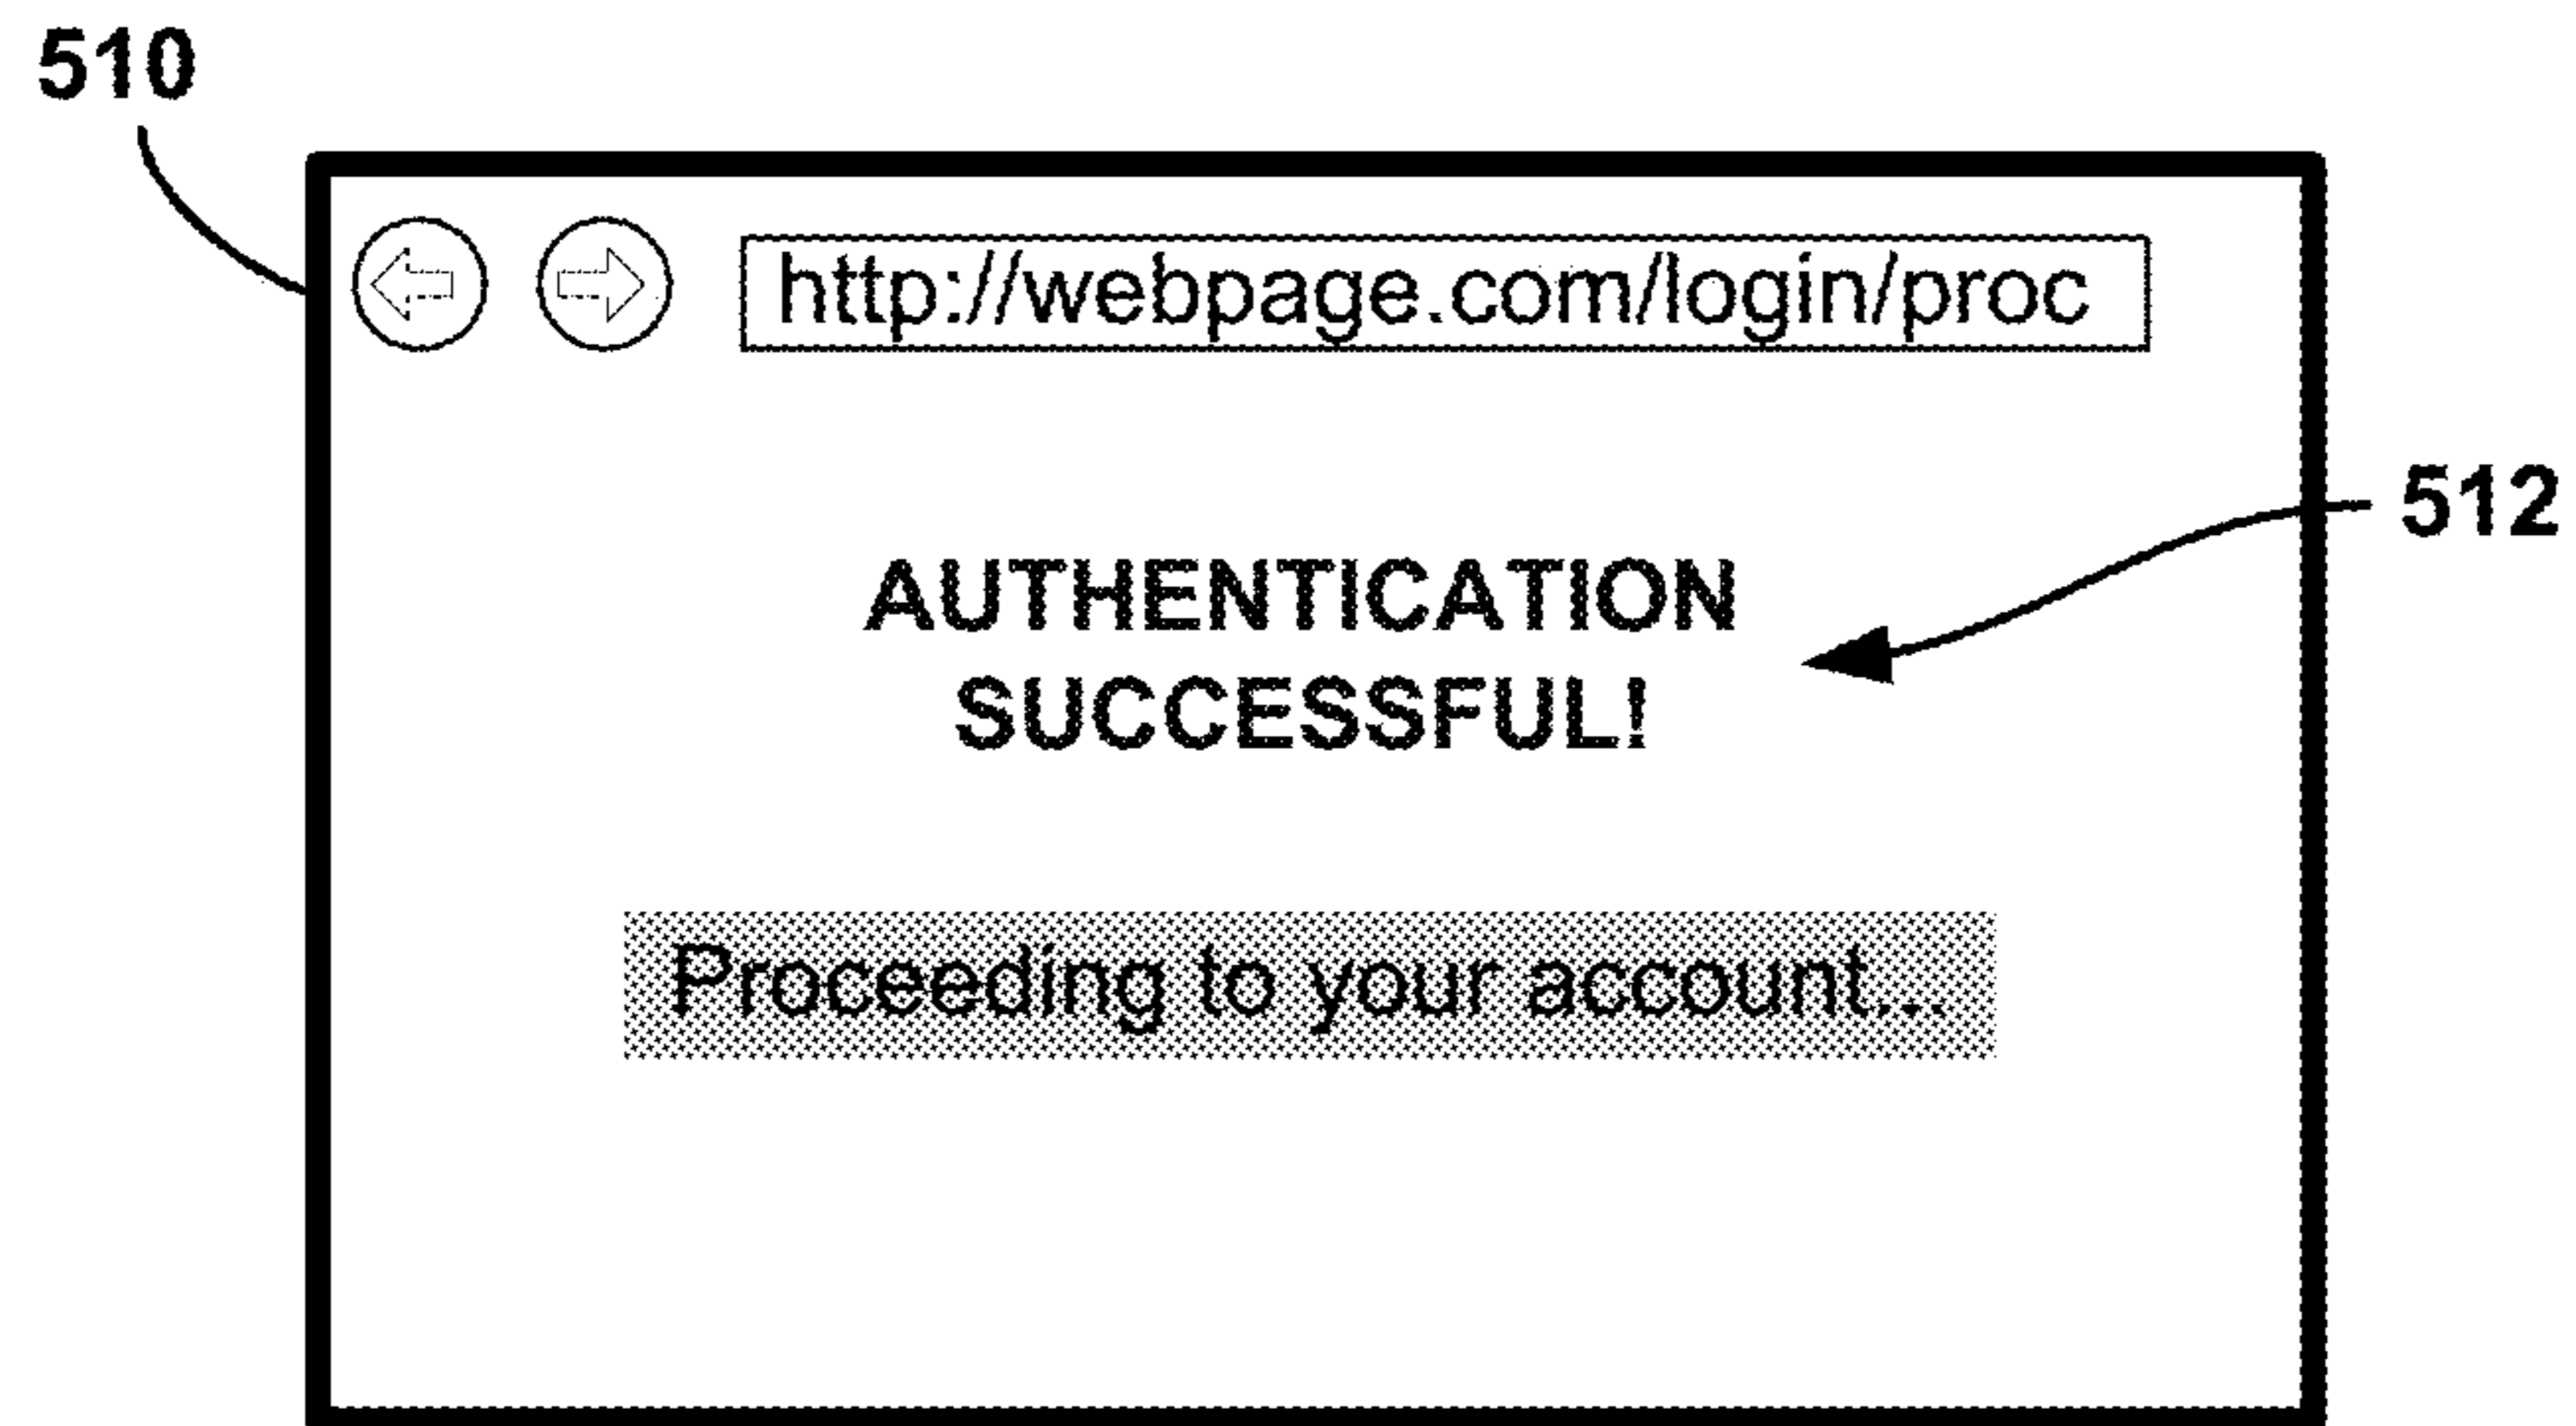 510
http://webpage.com/login/proc
512
AUTHENTICATION
SUCCESSFUL!
Proceeding to your account...